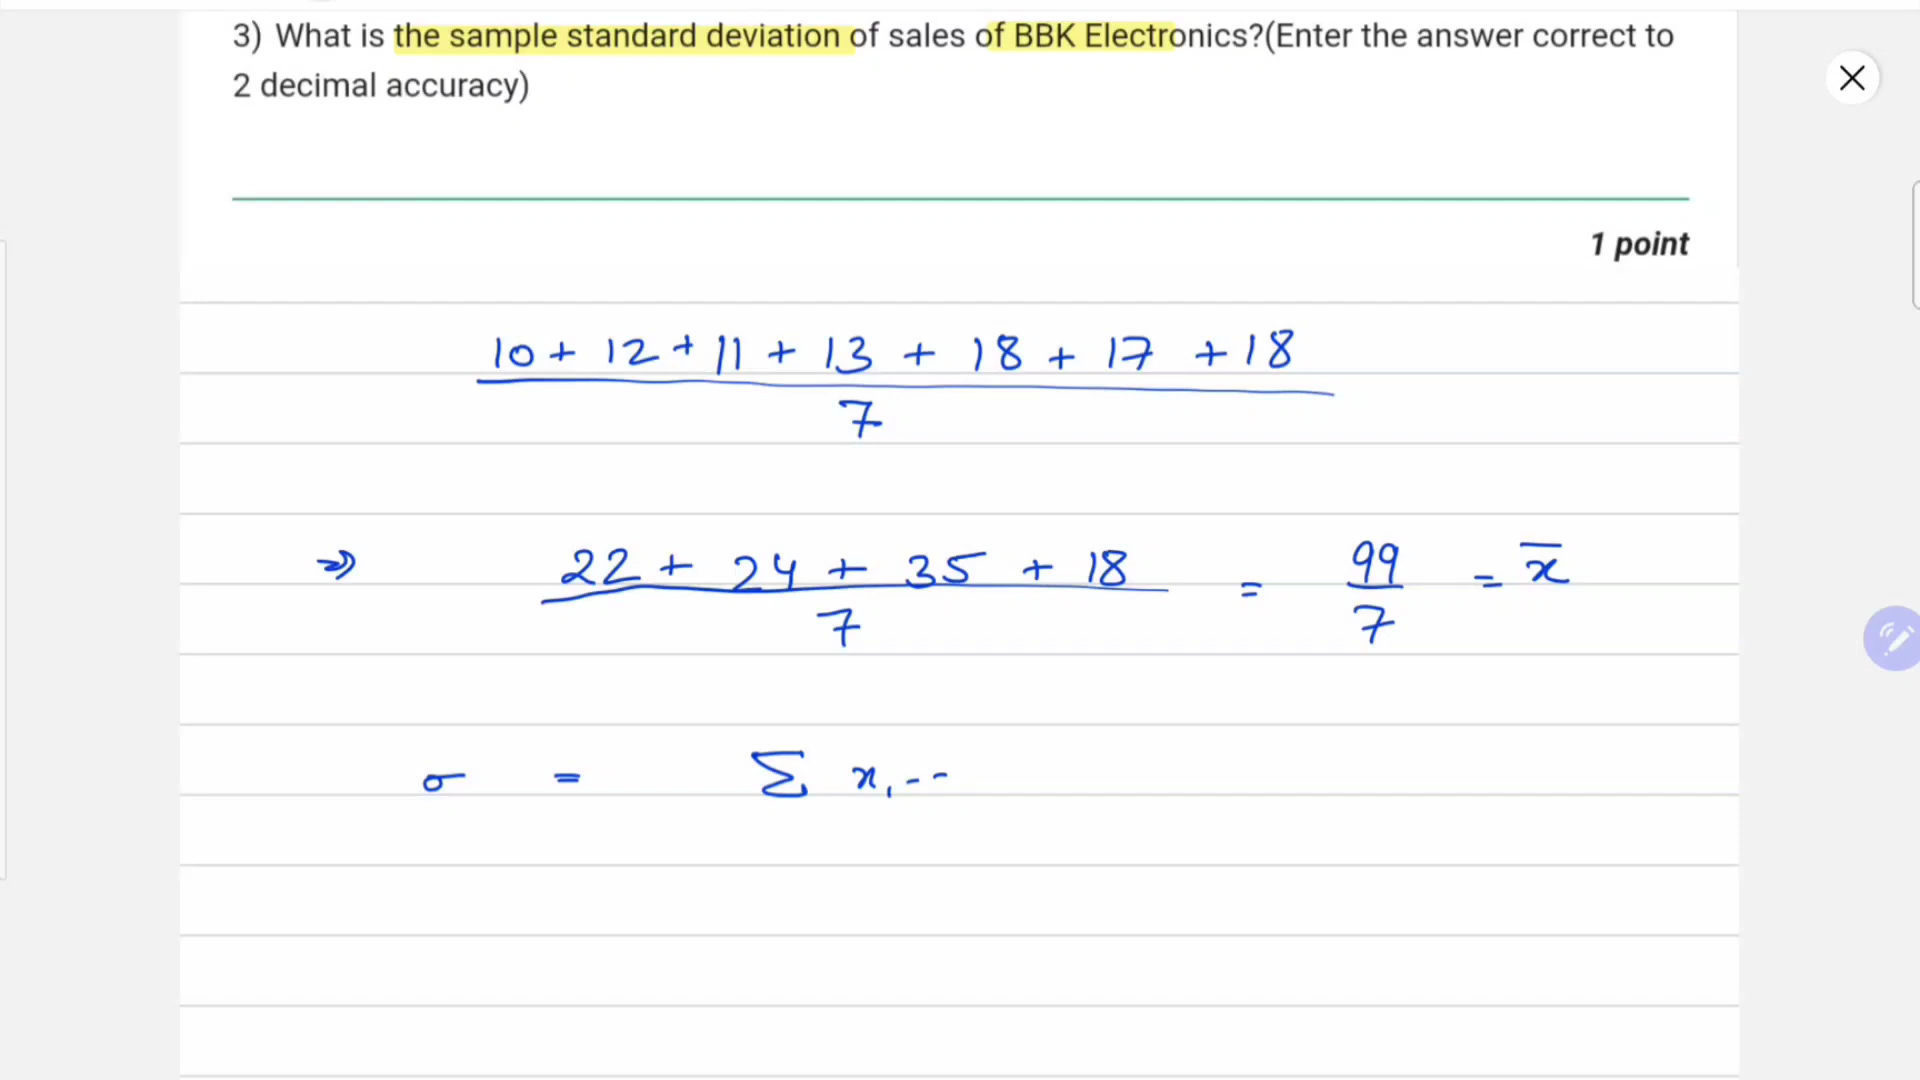 3) What is the sample standard deviation of sales of BBK Electronics?(Enter the answer correct to
2 decimal accuracy)
1 point
10 + 12 + 11 + 13 + 18 + 17 + 18
7
⇒ 22 + 24 + 35 + 18 = 99 = x̄
7 7
σ = Σ x, --